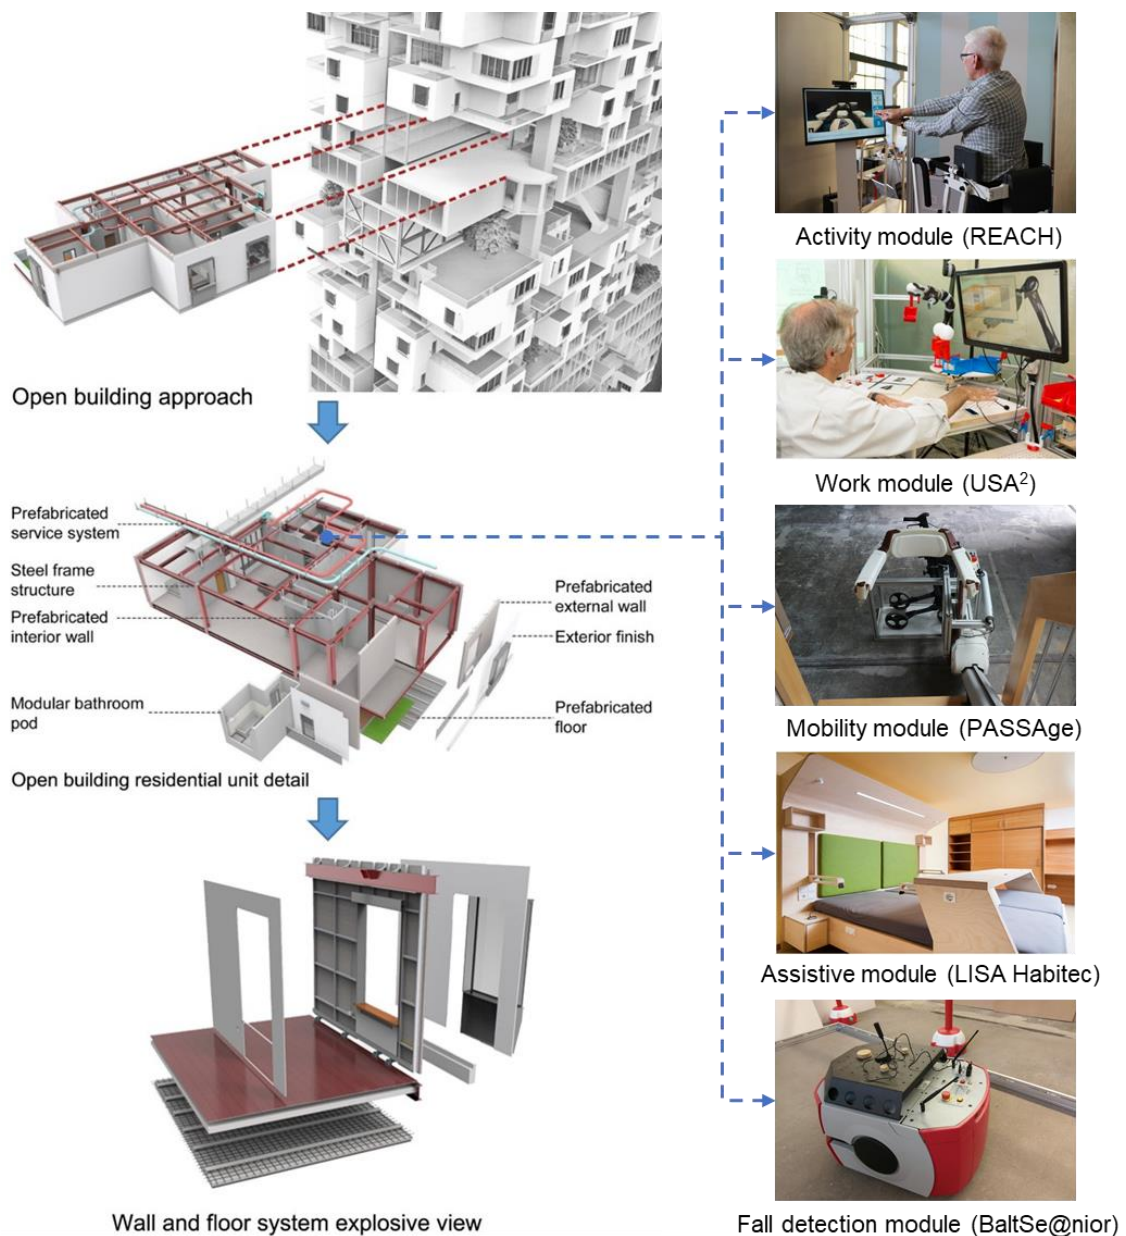 Open building approach
Prefabricated
service system
Steel frame
structure
Prefabricated
interior wall
Modular bathroom
pod
Prefabricated
external wall
Exterior finish
Prefabricated
floor
Open building residential unit detail
Wall and floor system explosive view
Activity module (REACH)
Work module (USA²)
Mobility module (PASSAge)
Assistive module (LISA Habitec)
Fall detection module (BaltSe@nior)